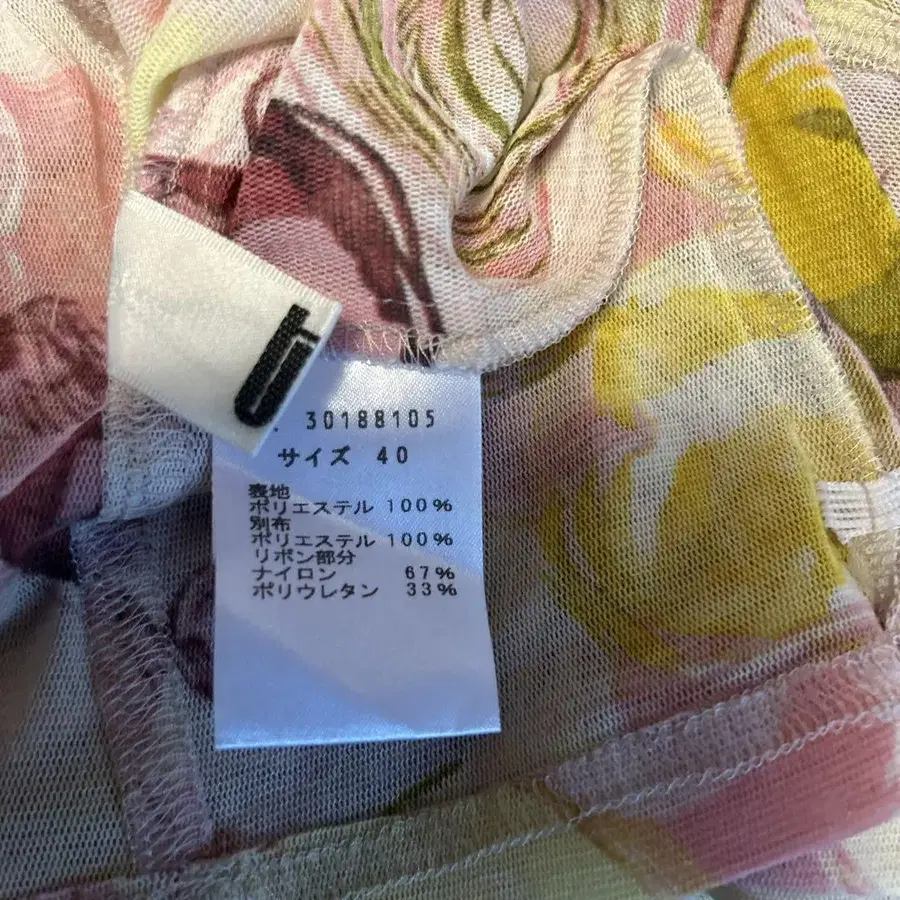 30188105
サイズ 40
表地
ポリエステル 100%
別布
ポリエステル 100%
リボン部分
ナイロン 67%
ポリウレタン 33%